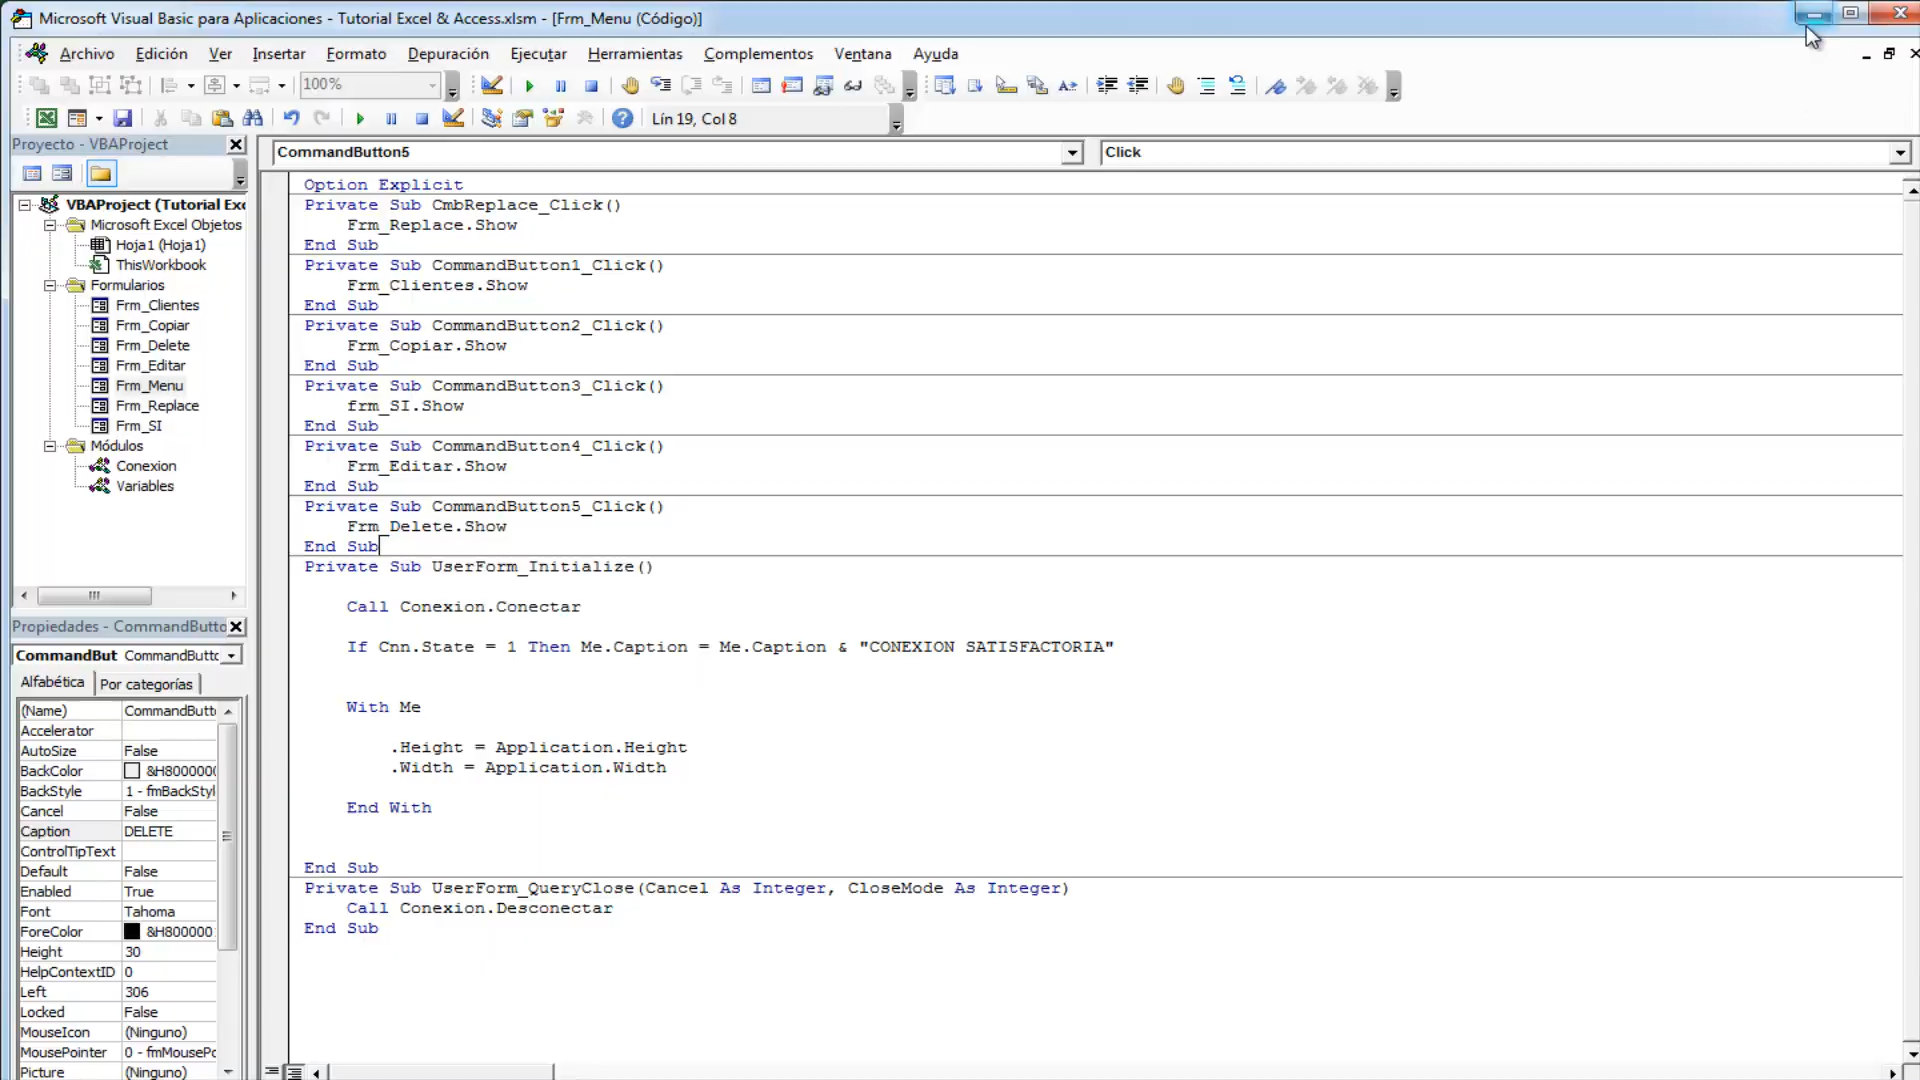 Microsoft Visual Basic para Aplicaciones - Tutorial Excel & Access.xlsm - [Frm_Menu (Código)]
Archivo Edición Ver Insertar Formato Depuración Ejecutar Herramientas Complementos Ventana Ayuda
100%
Lín 19, Col 8
Proyecto - VBAProject
VBAProject (Tutorial Exc
Microsoft Excel Objetos
Hoja1 (Hoja1)
ThisWorkbook
Formularios
Frm_Clientes
Frm_Copiar
Frm_Delete
Frm_Editar
Frm_Menu
Frm_Replace
Frm_SI
Módulos
Conexion
Variables
Propiedades - CommandButto
CommandBut CommandButtc
Alfabética Por categorías
(Name) CommandButt
Accelerator
AutoSize False
BackColor &H8000000
BackStyle 1 - fmBackStyl
Cancel False
Caption DELETE
ControlTipText
Default False
Enabled True
Font Tahoma
ForeColor &H800000
Height 30
HelpContextID 0
Left 306
Locked False
MouseIcon (Ninguno)
MousePointer 0 - fmMousePc
Picture (Ninguno)
CommandButton5 Click
Option Explicit
Private Sub CmbReplace_Click()
Frm_Replace.Show
End Sub
Private Sub CommandButton1_Click()
Frm_Clientes.Show
End Sub
Private Sub CommandButton2_Click()
Frm_Copiar.Show
End Sub
Private Sub CommandButton3_Click()
frm_SI.Show
End Sub
Private Sub CommandButton4_Click()
Frm_Editar.Show
End Sub
Private Sub CommandButton5_Click()
Frm_Delete.Show
End Sub
Private Sub UserForm_Initialize()
Call Conexion.Conectar
If Cnn.State = 1 Then Me.Caption = Me.Caption & "CONEXION SATISFACTORIA"
With Me
.Height = Application.Height
.Width = Application.Width
End With
End Sub
Private Sub UserForm_QueryClose(Cancel As Integer, CloseMode As Integer)
Call Conexion.Desconectar
End Sub